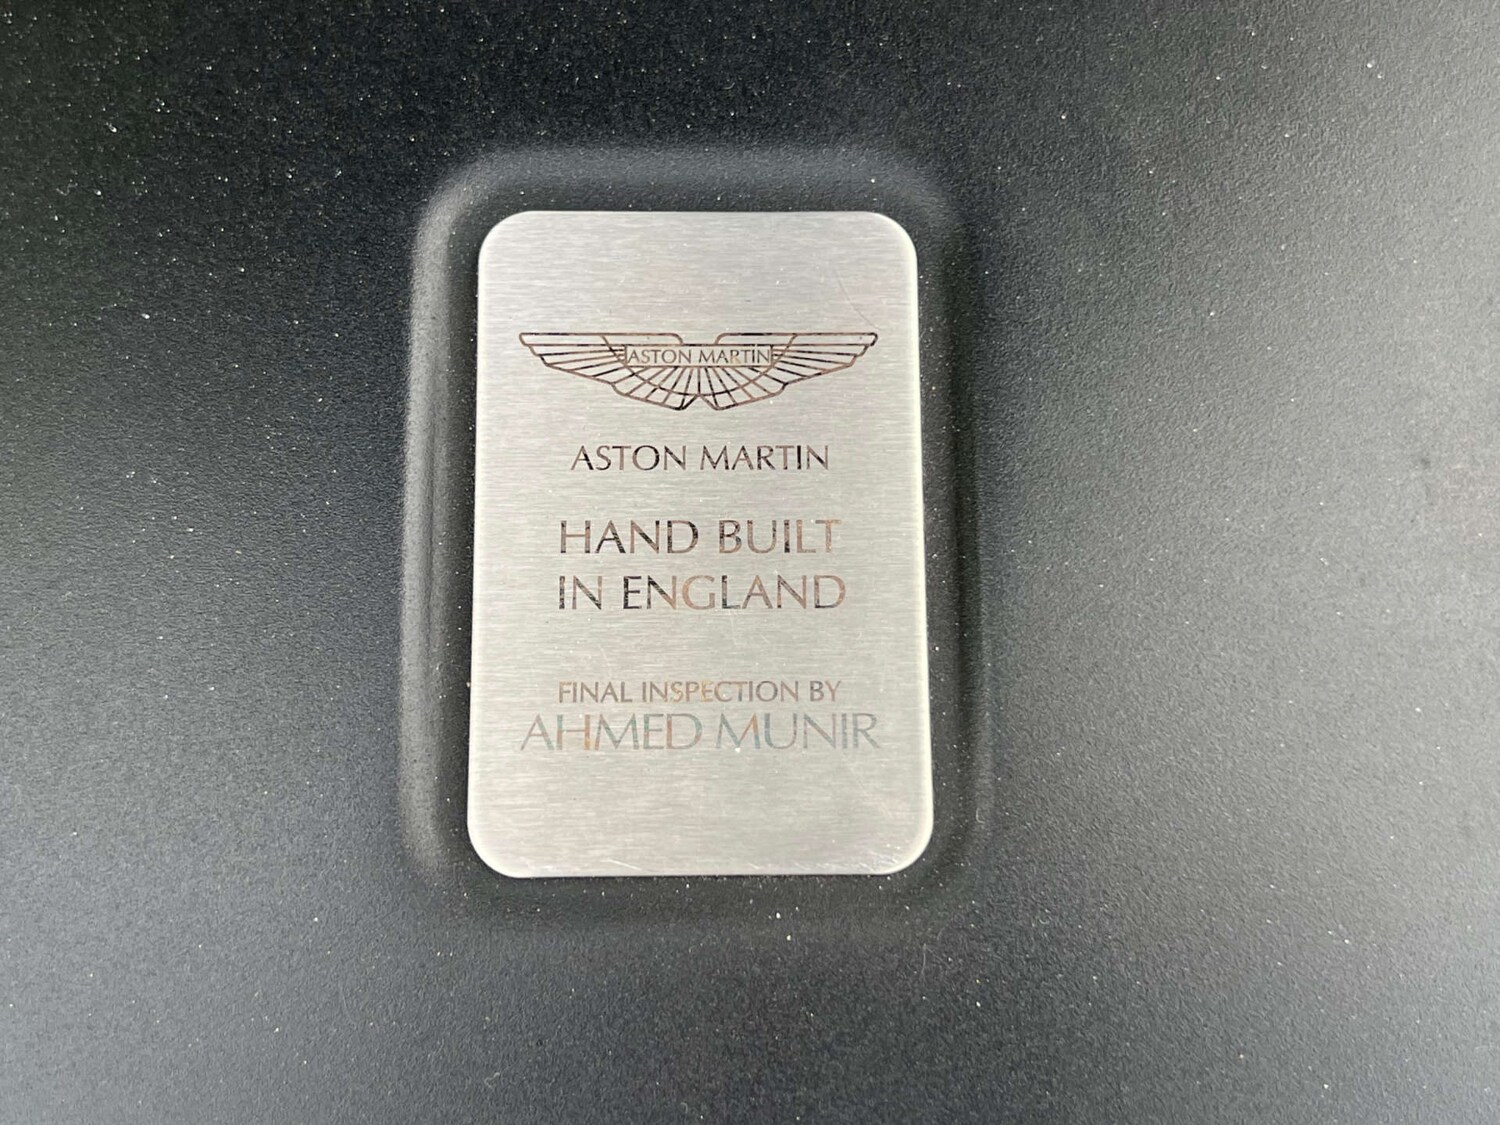 ASTON MARTIN
ASTON MARTIN
HAND BUILT
IN ENGLAND
FINAL INSPECTION BY
AHMED MUNIR